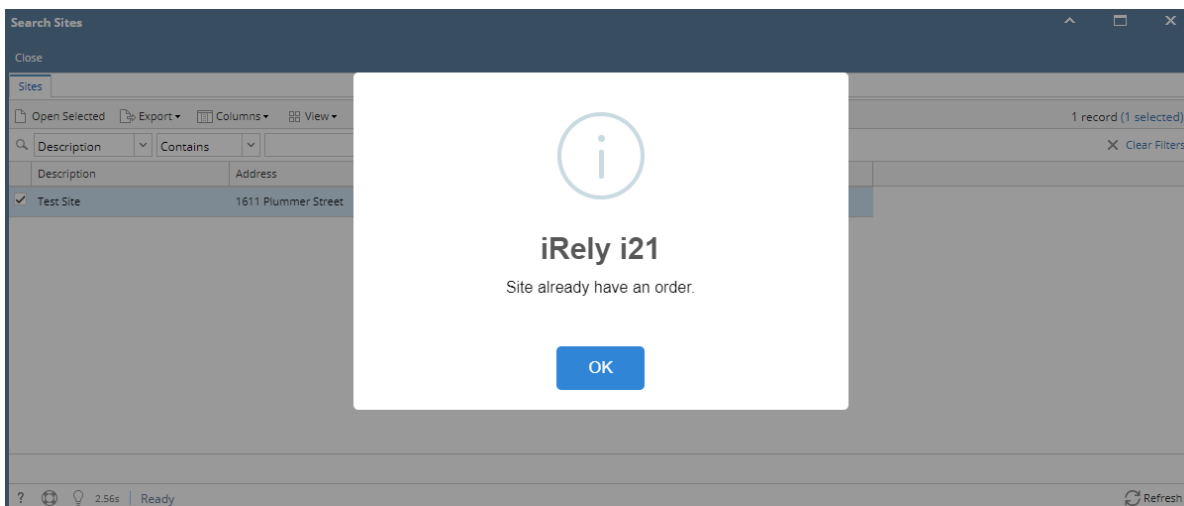 Search Sites
Close
Sites
Open Selected Export Columns View 1 record (1 selected)
Description Contains Clear Filters
Description Address
Test Site 1611 Plummer Street
iRely i21
Site already have an order.
OK
? 2.56s Ready Refresh